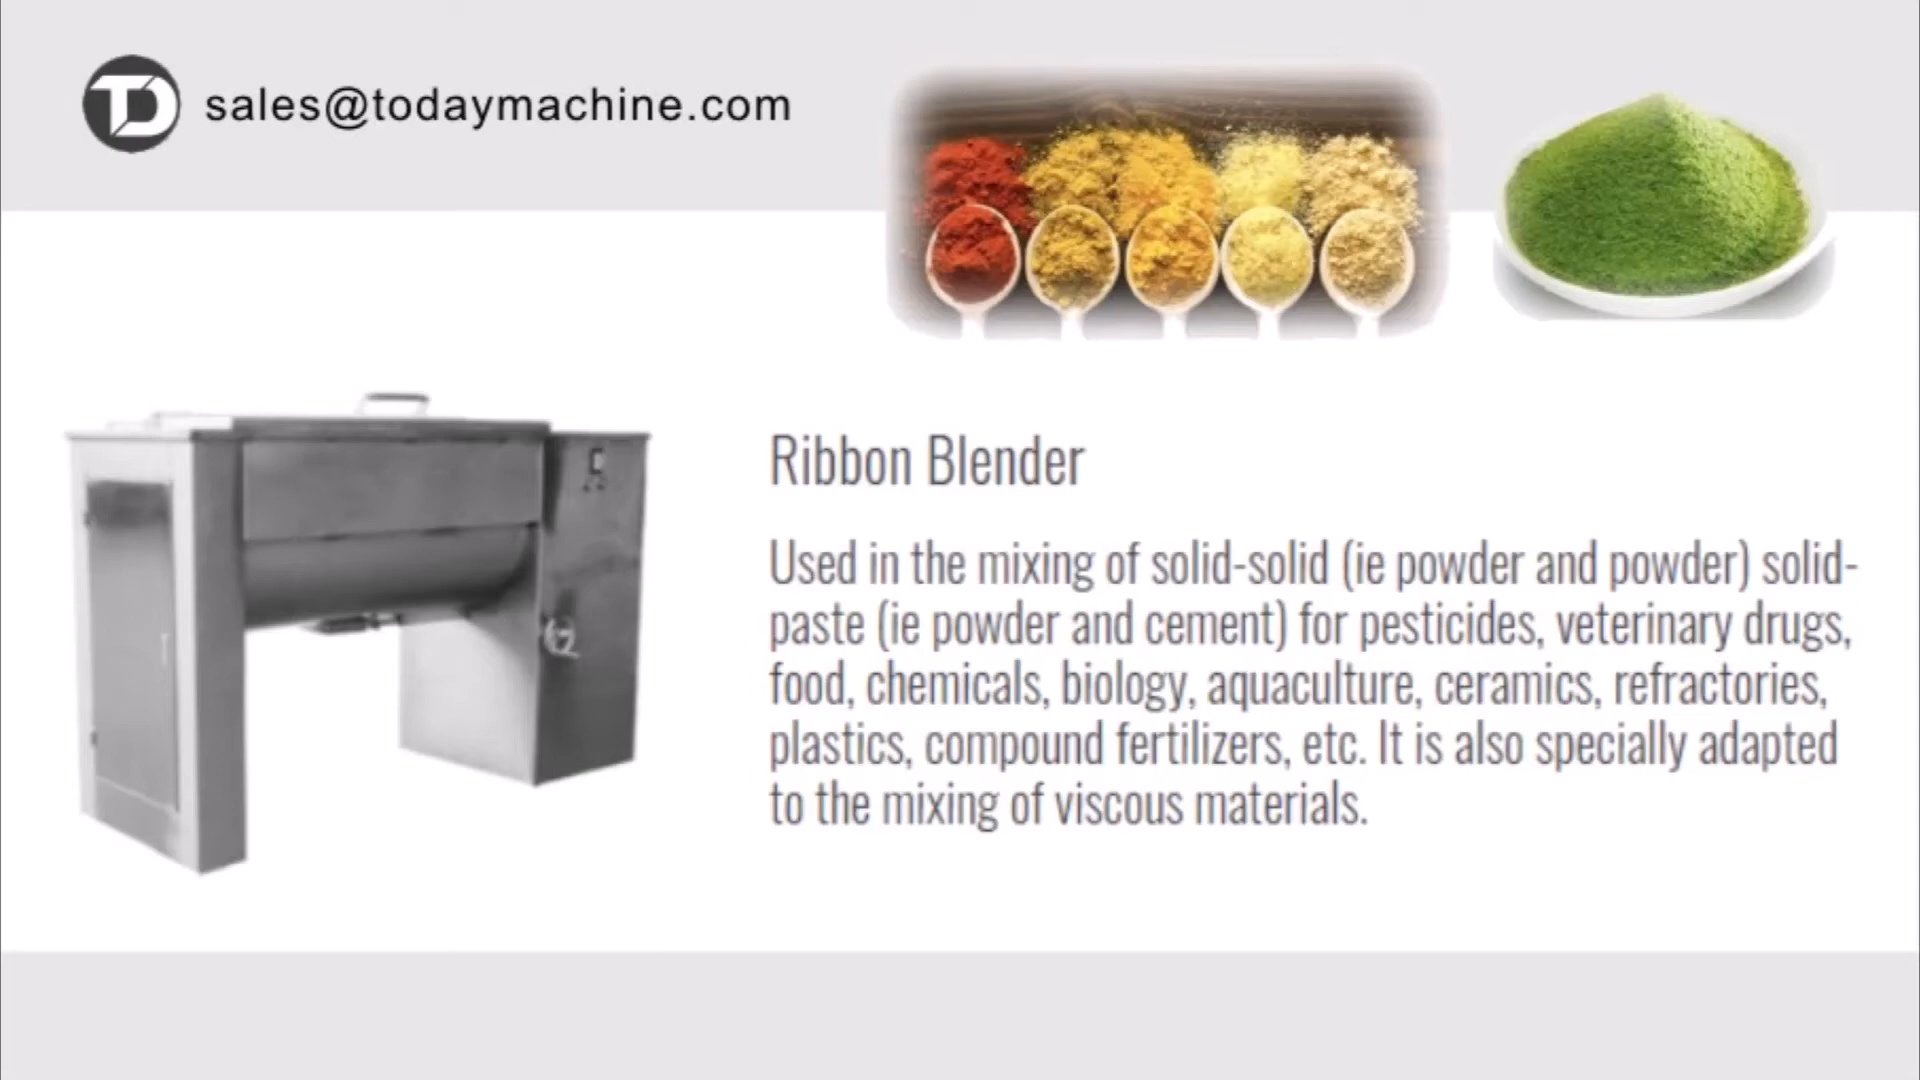 TD sales@todaymachine.com
Ribbon Blender
Used in the mixing of solid-solid (ie powder and powder) solid-
paste (ie powder and cement) for pesticides, veterinary drugs,
food, chemicals, biology, aquaculture, ceramics, refractories,
plastics, compound fertilizers, etc. It is also specially adapted
to the mixing of viscous materials.